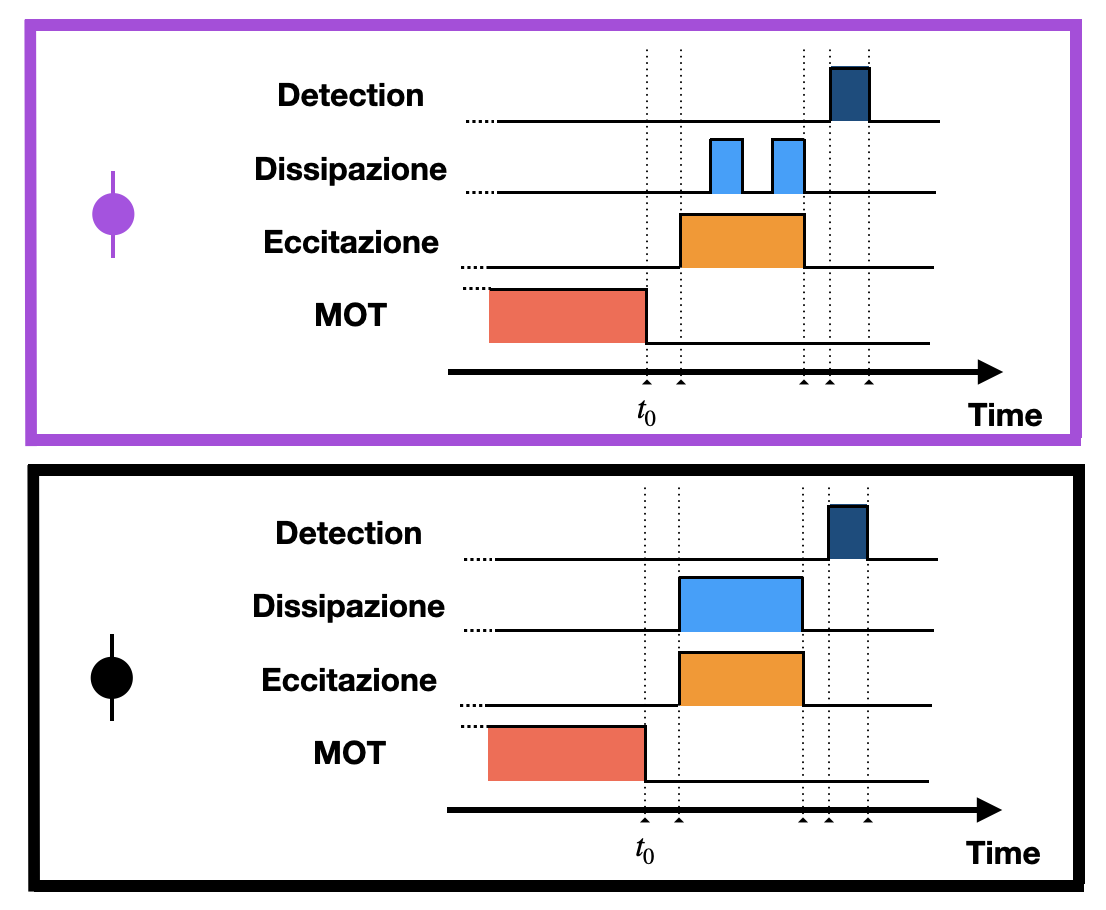 Detection
Dissipazione
Eccitazione
MOT
t0
Time
Detection
Dissipazione
Eccitazione
MOT
t0
Time